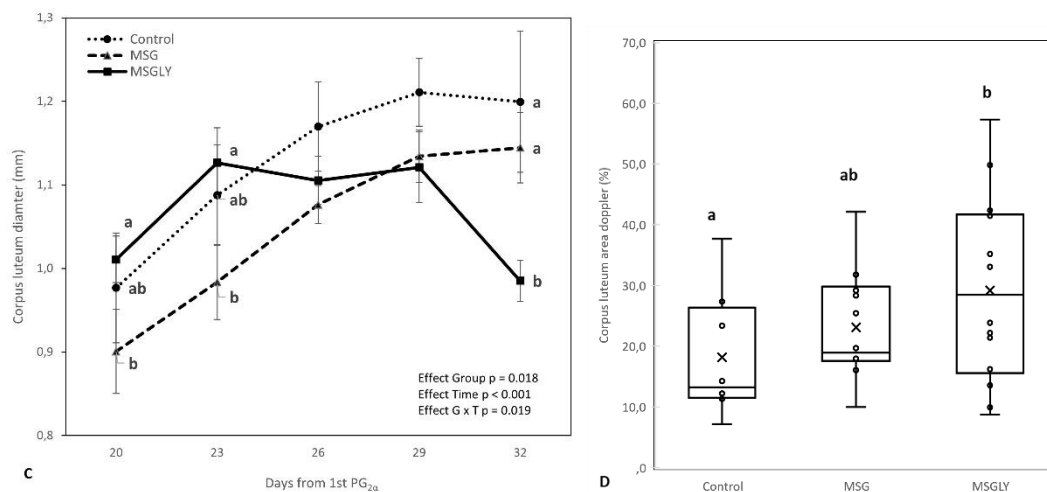 1,3
1,2
1,1
1,0
0,9
0,8
Corpus luteum diamter (mm)
Control
MSG
MSGLY
a
ab
b
a
ab
b
a
a
b
Effect Group p = 0.018
Effect Time p < 0.001
Effect G x T p = 0.019
20 23 26 29 32
C
Days from 1st PG2α
70,0
60,0
50,0
40,0
30,0
20,0
10,0
,0
Corpus luteum area doppler (%)
a
ab
b
D
Control MSG MSGLY